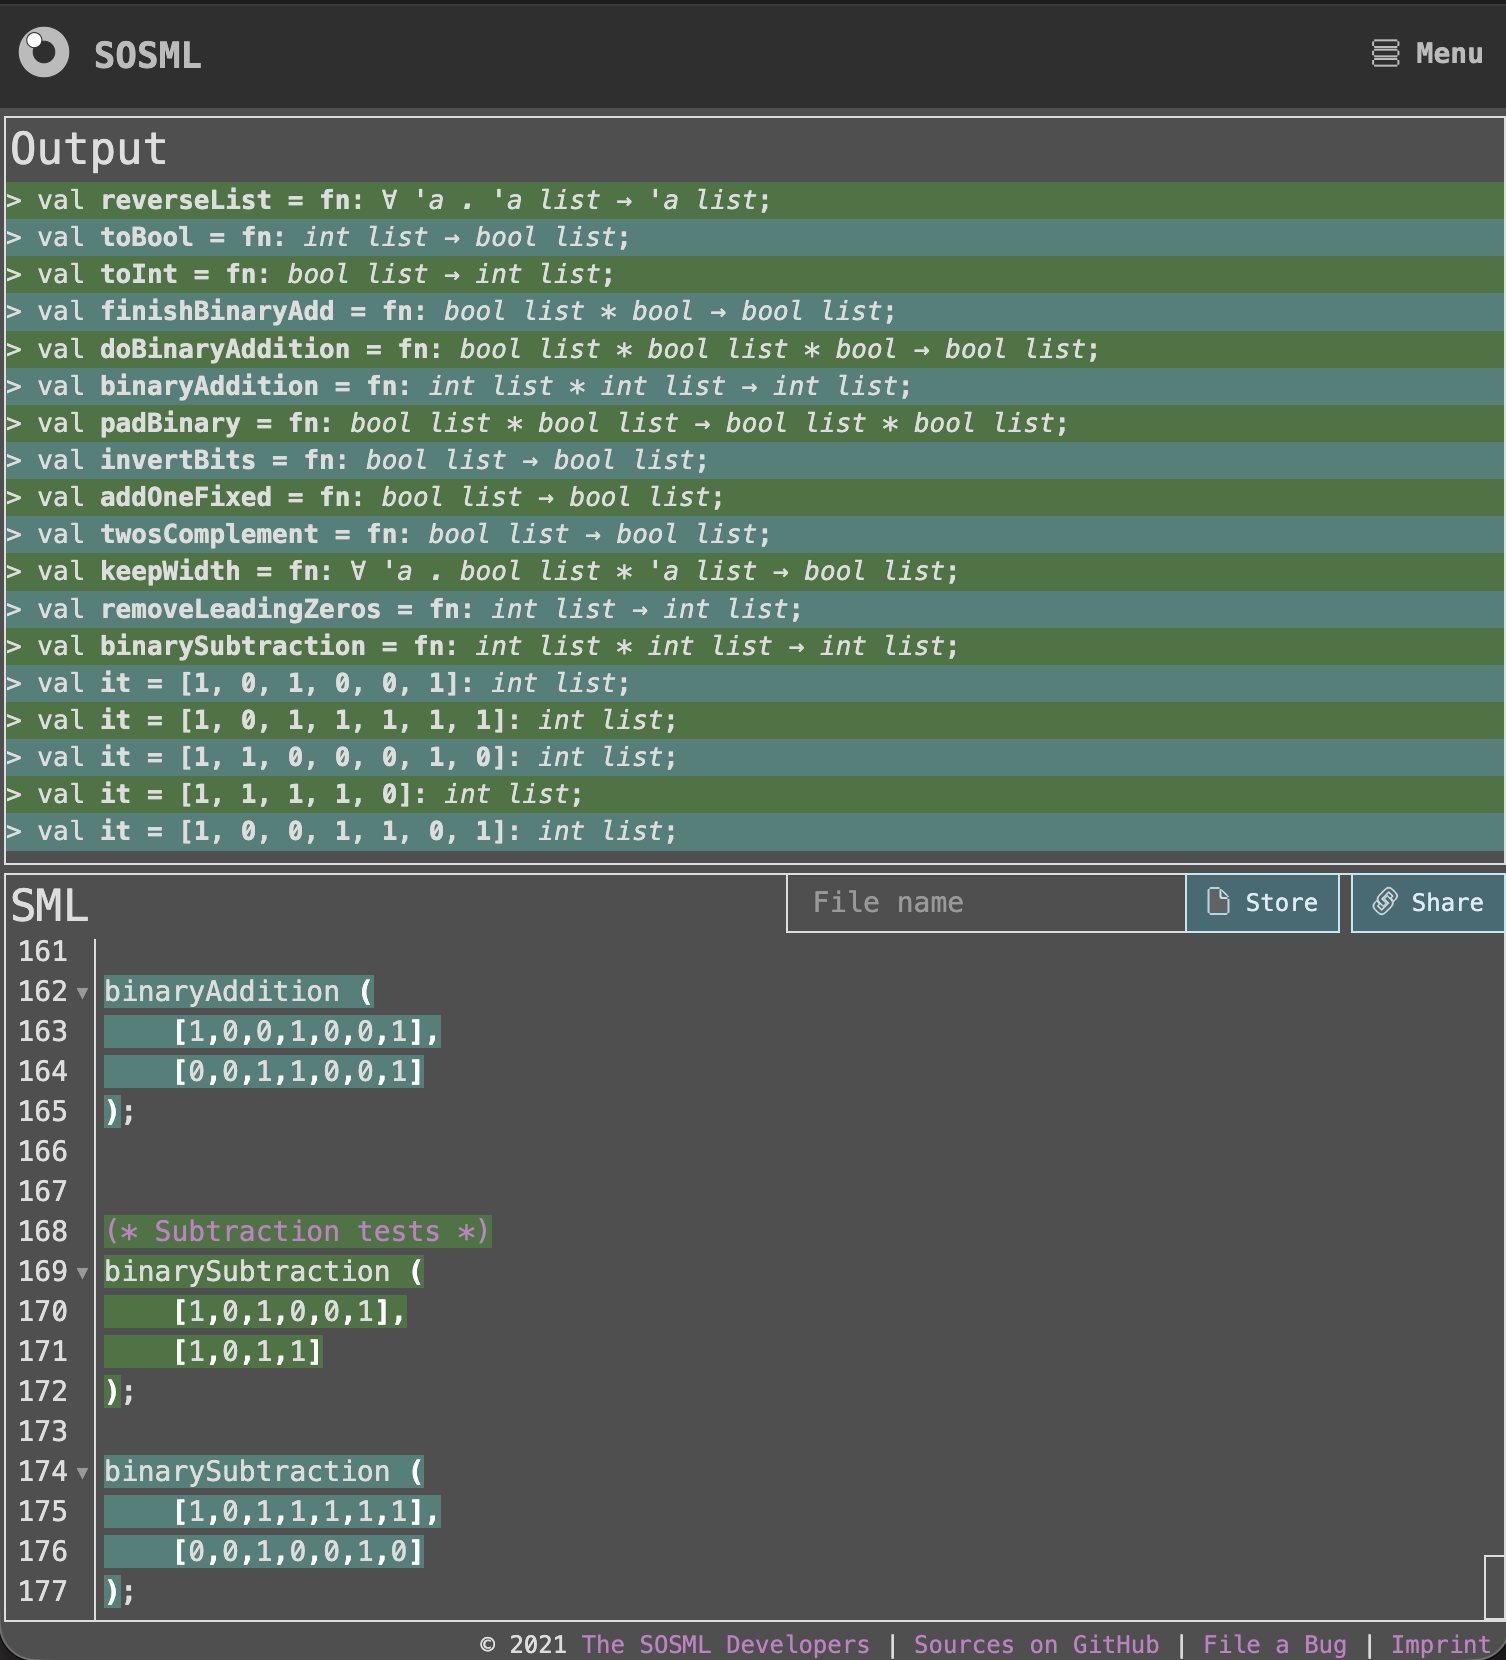 SOSML
Menu
Output
> val reverseList = fn: ∀ 'a . 'a list → 'a list;
> val toBool = fn: int list → bool list;
> val toInt = fn: bool list → int list;
> val finishBinaryAdd = fn: bool list * bool → bool list;
> val doBinaryAddition = fn: bool list * bool list * bool → bool list;
> val binaryAddition = fn: int list * int list → int list;
> val padBinary = fn: bool list * bool list → bool list * bool list;
> val invertBits = fn: bool list → bool list;
> val addOneFixed = fn: bool list → bool list;
> val twosComplement = fn: bool list → bool list;
> val keepWidth = fn: ∀ 'a . bool list * 'a list → bool list;
> val removeLeadingZeros = fn: int list → int list;
> val binarySubtraction = fn: int list * int list → int list;
> val it = [1, 0, 1, 0, 0, 1]: int list;
> val it = [1, 0, 1, 1, 1, 1, 1]: int list;
> val it = [1, 1, 0, 0, 0, 1, 0]: int list;
> val it = [1, 1, 1, 1, 0]: int list;
> val it = [1, 0, 0, 1, 1, 0, 1]: int list;
SML
File name
Store
Share
161
162 binaryAddition (
163 [1,0,0,1,0,0,1],
164 [0,0,1,1,0,0,1]
165 );
166
167
168 (* Subtraction tests *)
169 binarySubtraction (
170 [1,0,1,0,0,1],
171 [1,0,1,1]
172 );
173
174 binarySubtraction (
175 [1,0,1,1,1,1,1],
176 [0,0,1,0,0,1,0]
177 );
© 2021 The SOSML Developers | Sources on GitHub | File a Bug | Imprint